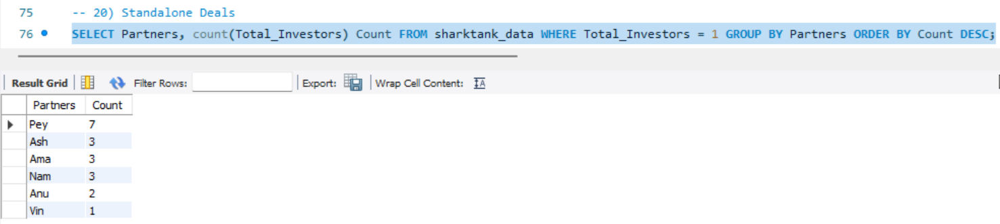 75 -- 20) Standalone Deals
76 SELECT Partners, count(Total_Investors) Count FROM sharktank_data WHERE Total_Investors = 1 GROUP BY Partners ORDER BY Count DESC;
Result Grid Filter Rows: Export: Wrap Cell Content: IA
Partners Count
Pey 7
Ash 3
Ama 3
Nam 3
Anu 2
Vin 1